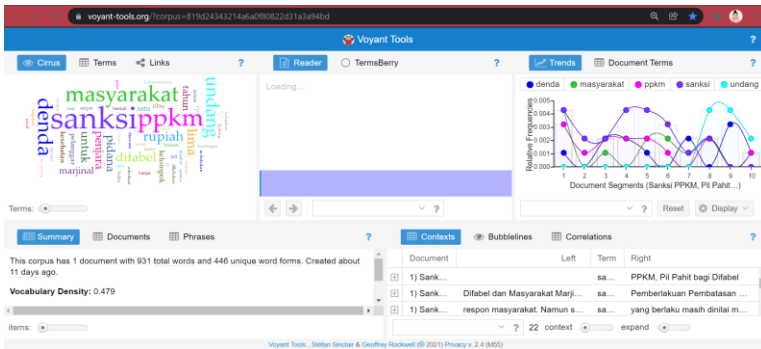 voyant-tools.org/?corpus=819d24343214a6a0f80822d31a3a94bd
Voyant Tools ?
Cirrus Terms Links ?
masyarakat
undang
tahun
denda
sanksi ppkm
lima
rupiah
untuk
penjara
pidana
difabel
kelompok
kesehatan
pelanggar
marjinal
satu
ribu
Terms:
Reader TermsBerry ?
Loading...
Trends Document Terms ?
denda masyarakat ppkm sanksi undang
Relative Frequencies
0.005
0.004
0.003
0.002
0.001
0.000
1 2 3 4 5 6 7 8 9 10
Document Segments (Sanksi PPKM, Pil Pahit...)
? Reset Display
Summary Documents Phrases ?
This corpus has 1 document with 931 total words and 446 unique word forms. Created about
11 days ago.
Vocabulary Density: 0.479
items:
Contexts Bubblelines Correlations ?
Document Left Term Right
1) Sank... sa... PPKM, Pil Pahit bagi Difabel
1) Sank... Difabel dan Masyarakat Marji... sa... Pemberlakuan Pembatasan ...
1) Sank... respon masyarakat. Namun s... sa... yang berlaku masih dinilai m...
? 22 context expand
Voyant Tools , Stéfan Sinclair & Geoffrey Rockwell (© 2021) Privacy v. 2.4 (M55)